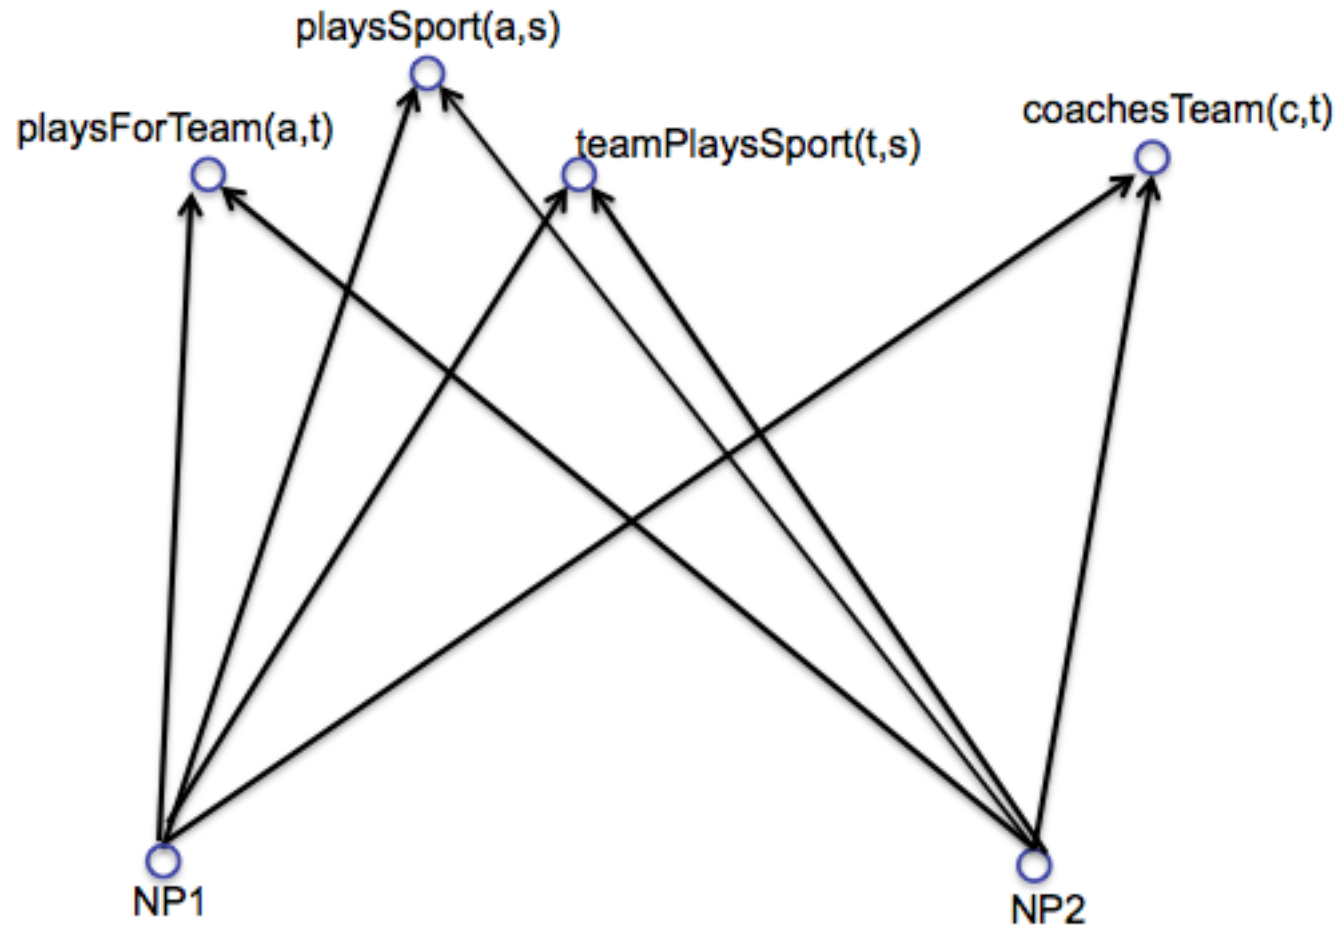 playsSport(a,s)
playsForTeam(a,t)
teamPlaysSport(t,s)
coachesTeam(c,t)
NP1
NP2